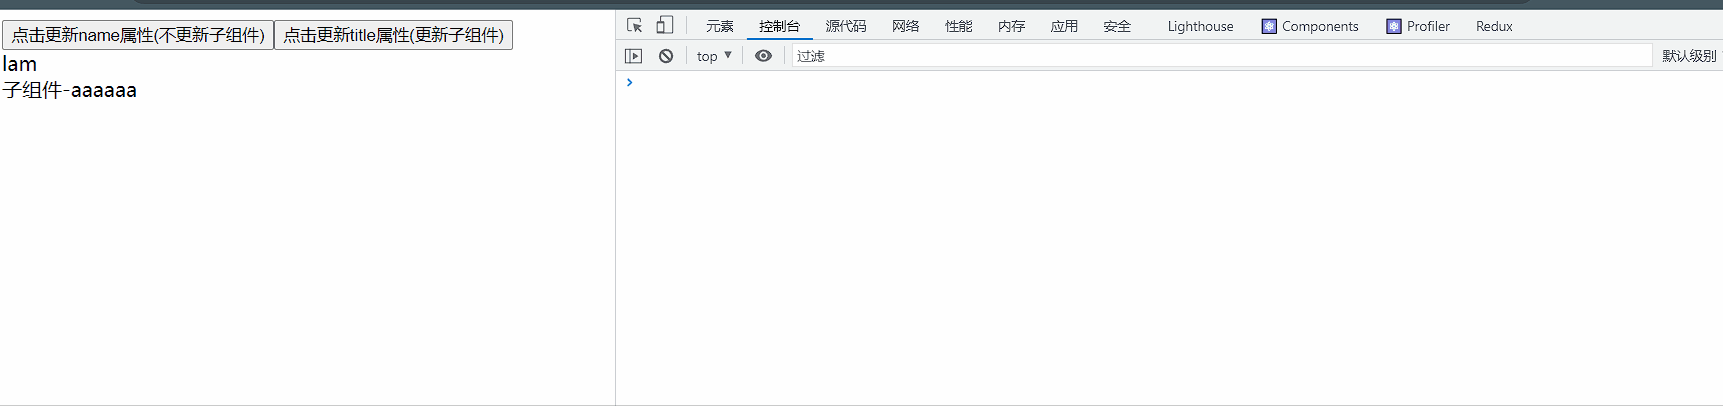 点击更新name属性(不更新子组件) 点击更新title属性(更新子组件)
lam
子组件-aaaaaa
元素 控制台 源代码 网络 性能 内存 应用 安全 Lighthouse Components Profiler Redux
top 过滤 默认级别